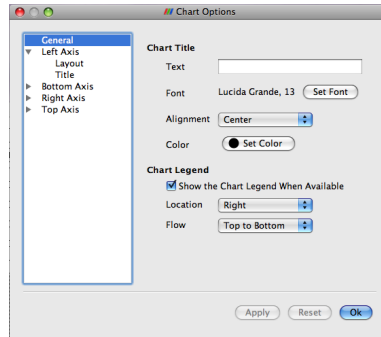 Chart Options
General
Left Axis
Layout
Title
Bottom Axis
Right Axis
Top Axis
Chart Title
Text
Font Lucida Grande, 13 Set Font
Alignment Center
Color Set Color
Chart Legend
Show the Chart Legend When Available
Location Right
Flow Top to Bottom
Apply Reset Ok